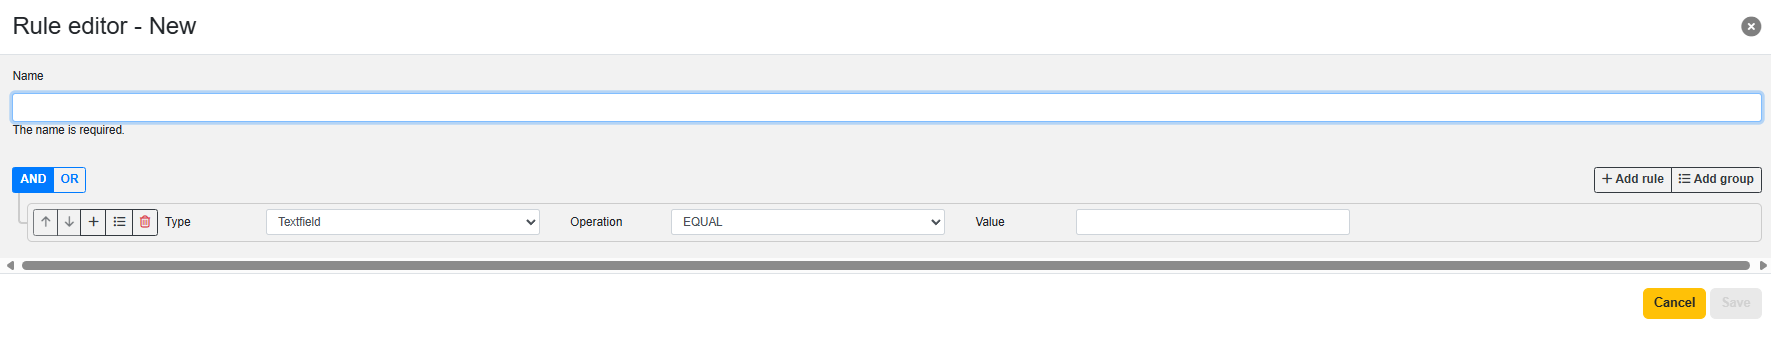 Rule editor - New
Name
The name is required.
AND OR
Add rule Add group
Type Textfield Operation EQUAL Value
Cancel Save